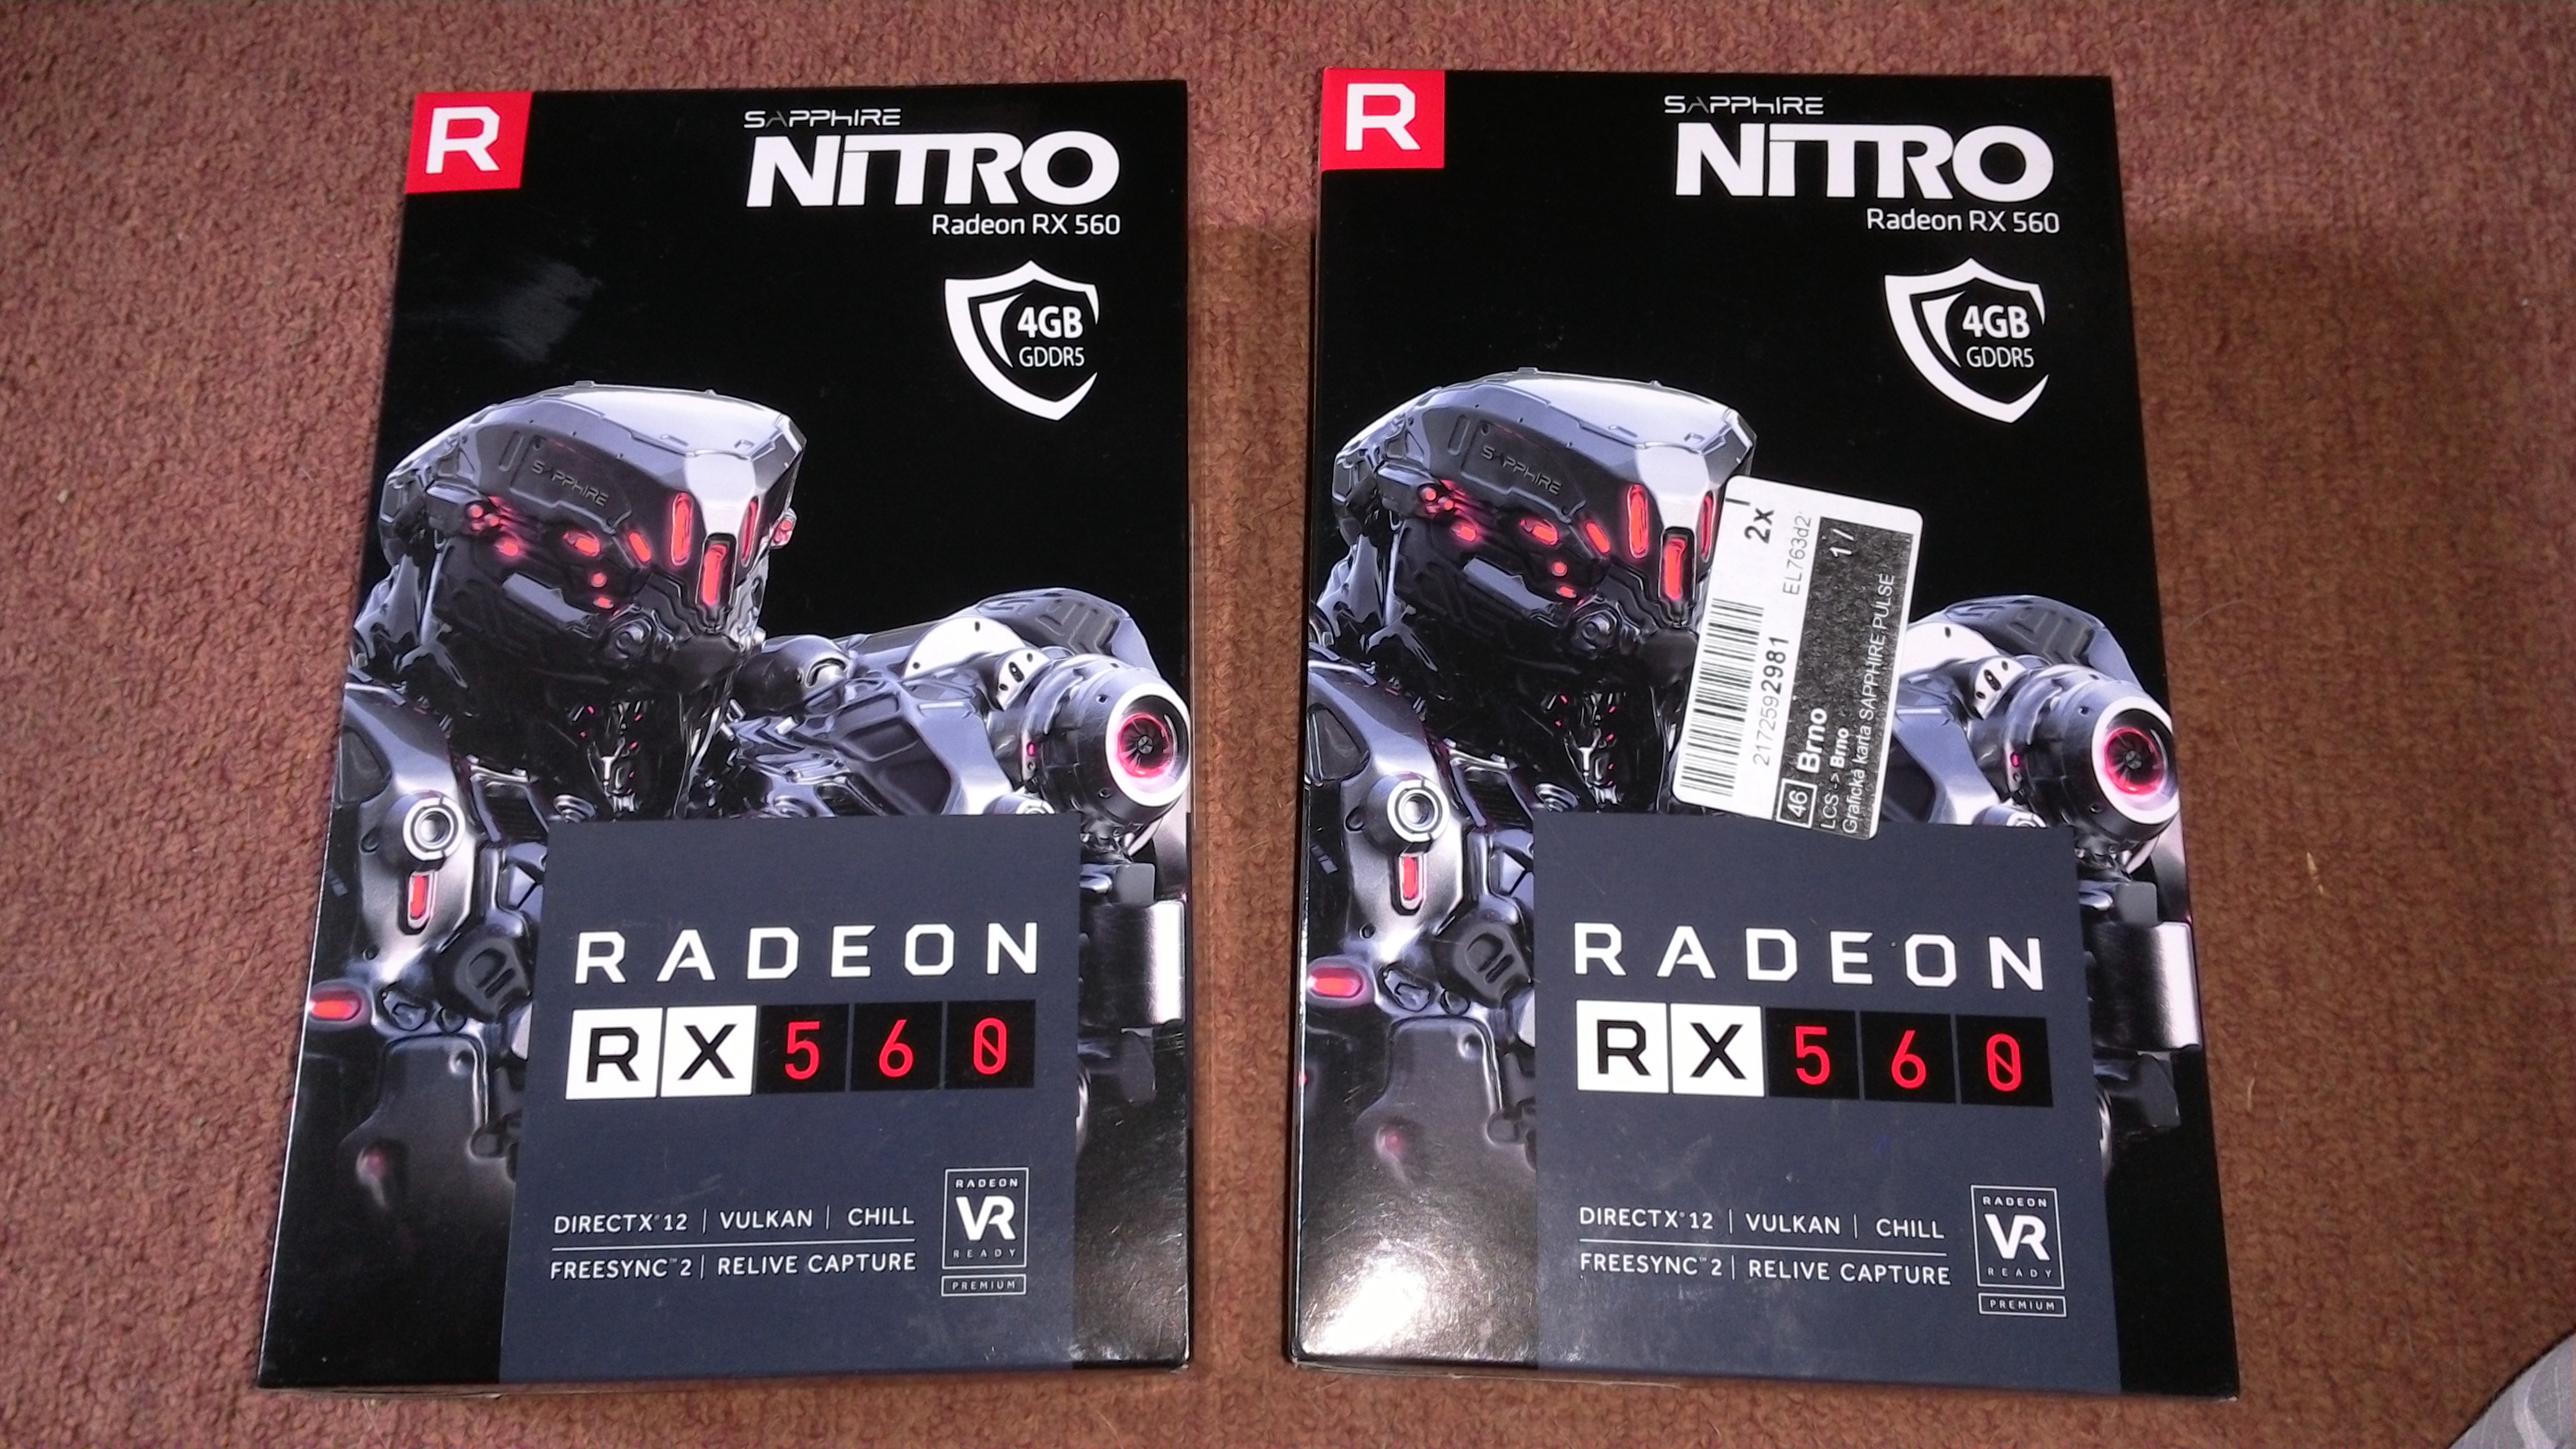 R
SAPPHIRE
NITRO
Radeon RX 560
4GB
GDDR5
SAPPHIRE
RADEON
RX 560
DIRECTX® 12 | VULKAN | CHILL
FREESYNC™ 2 | RELIVE CAPTURE
RADEON
VR
READY
PREMIUM
R
SAPPHIRE
NITRO
Radeon RX 560
4GB
GDDR5
SAPPHIRE
2x
EL763d2
2172592981
1/
46 Brno
LCS -> Brno
Grafická karta SAPPHIRE PULSE
RADEON
RX 560
DIRECTX® 12 | VULKAN | CHILL
FREESYNC™ 2 | RELIVE CAPTURE
RADEON
VR
READY
PREMIUM